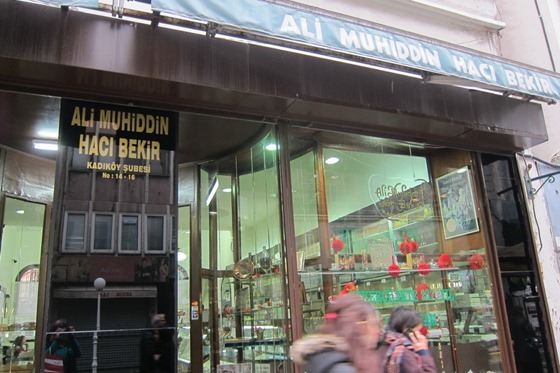 ALI MUHIDDIN HACI BEKIR
ALI MUHIDDIN
HACI BEKIR
KADIKÖY ŞUBESİ
No: 14 - 16